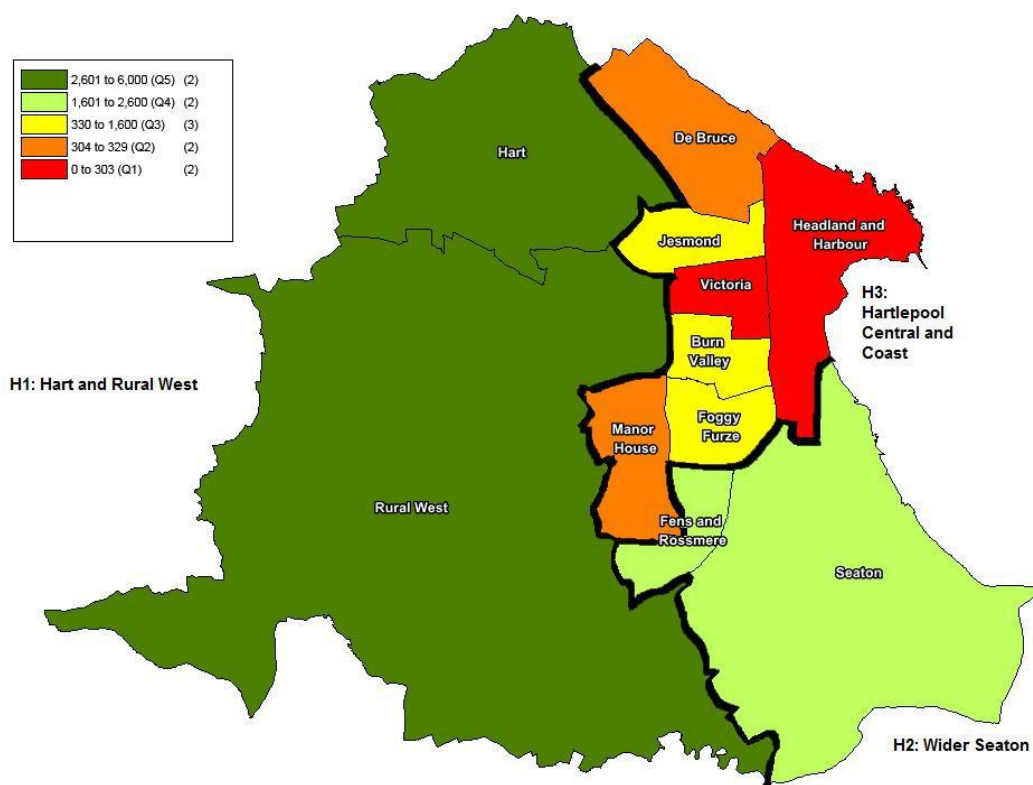 2,601 to 6,000 (Q5) (2)
1,601 to 2,600 (Q4) (2)
330 to 1,600 (Q3) (3)
304 to 329 (Q2) (2)
0 to 303 (Q1) (2)
De Bruce
Hart
Headland and
Harbour
Jesmond
Victoria
H3:
Hartlepool
Central and
Coast
Burn
Valley
H1: Hart and Rural West
Foggy
Furze
Manor
House
Rural West
Fens and
Rossmere
Seaton
H2: Wider Seaton